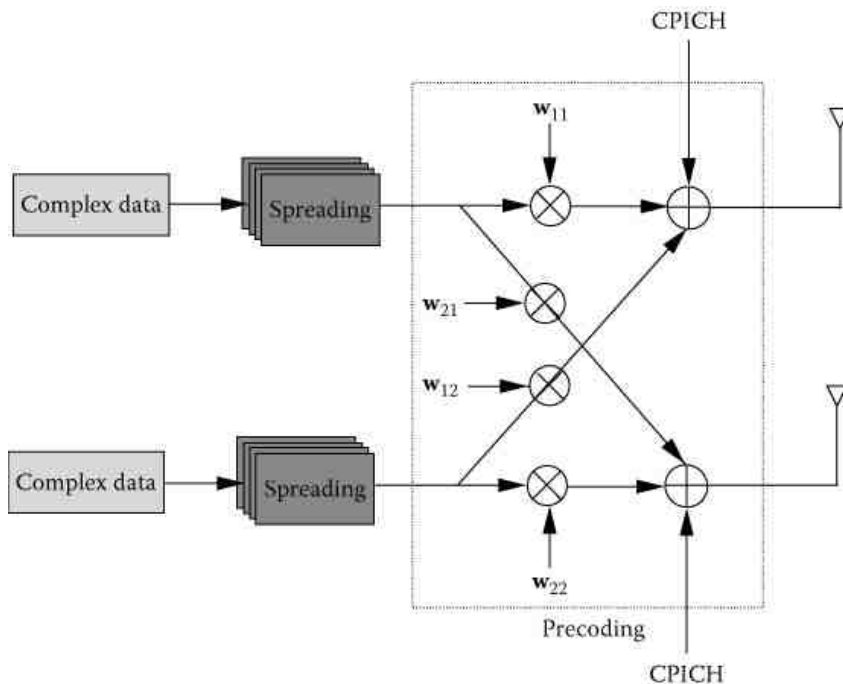 CPICH
w11
Complex data
Spreading
w21
w12
Complex data
Spreading
w22
Precoding
CPICH